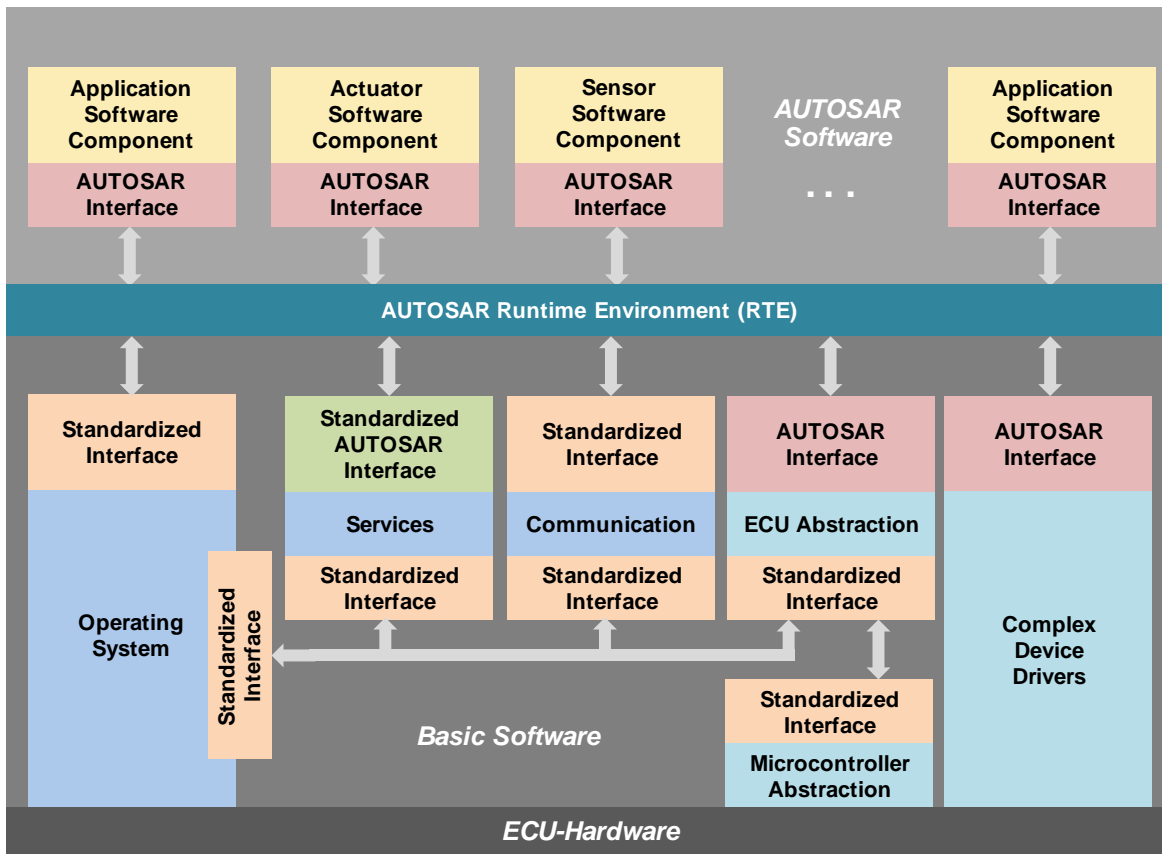 Application
Software
Component
AUTOSAR
Interface
Actuator
Software
Component
AUTOSAR
Interface
Sensor
Software
Component
AUTOSAR
Interface
AUTOSAR
Software
. . .
Application
Software
Component
AUTOSAR
Interface
AUTOSAR Runtime Environment (RTE)
Standardized
Interface
Operating
System
Standardized
Interface
Standardized
AUTOSAR
Interface
Services
Standardized
Interface
Standardized
Interface
Communication
Standardized
Interface
AUTOSAR
Interface
ECU Abstraction
Standardized
Interface
Standardized
Interface
Microcontroller
Abstraction
AUTOSAR
Interface
Complex
Device
Drivers
Basic Software
ECU-Hardware